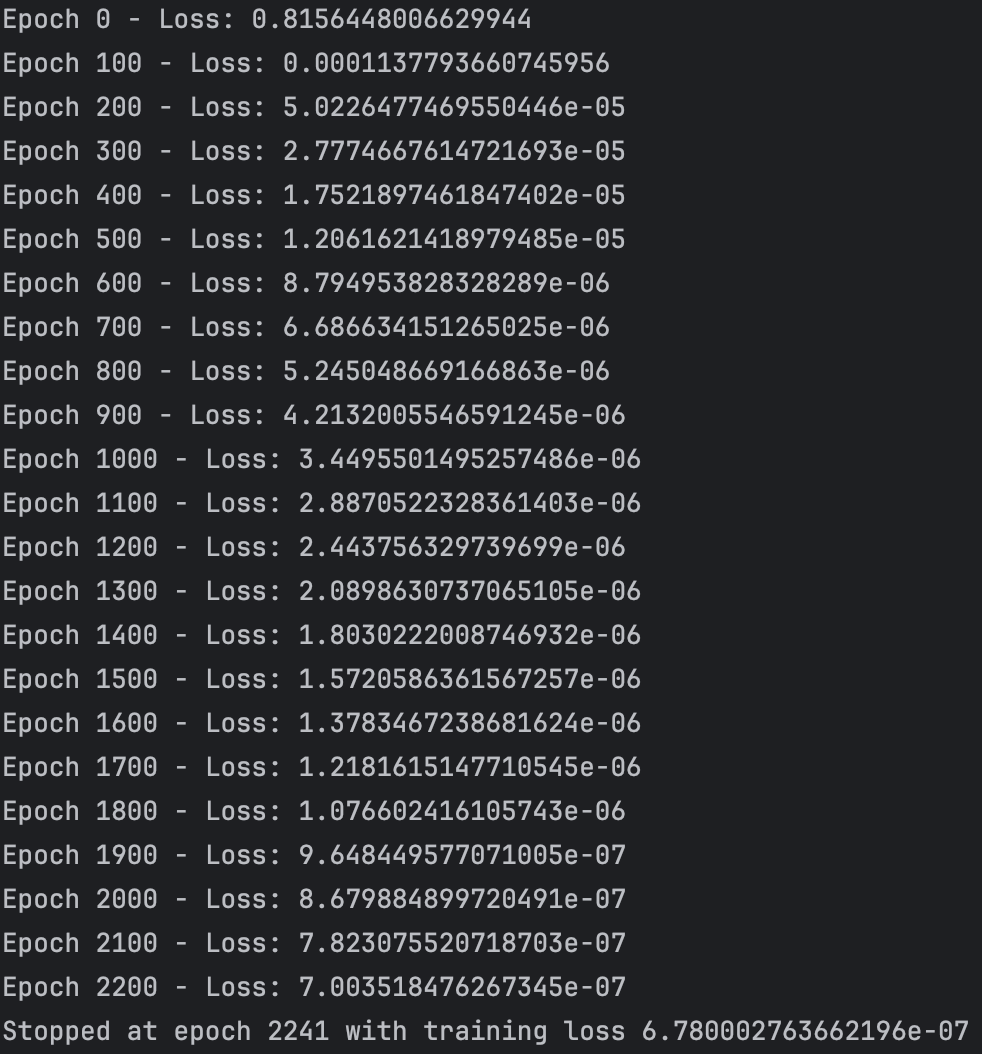 Epoch 0 - Loss: 0.8156448006629944
Epoch 100 - Loss: 0.0001137793660745956
Epoch 200 - Loss: 5.0226477469550446e-05
Epoch 300 - Loss: 2.7774667614721693e-05
Epoch 400 - Loss: 1.7521897461847402e-05
Epoch 500 - Loss: 1.2061621418979485e-05
Epoch 600 - Loss: 8.794953828328289e-06
Epoch 700 - Loss: 6.686634151265025e-06
Epoch 800 - Loss: 5.245048669166863e-06
Epoch 900 - Loss: 4.2132005546591245e-06
Epoch 1000 - Loss: 3.4495501495257486e-06
Epoch 1100 - Loss: 2.8870522328361403e-06
Epoch 1200 - Loss: 2.443756329739699e-06
Epoch 1300 - Loss: 2.0898630737065105e-06
Epoch 1400 - Loss: 1.8030222008746932e-06
Epoch 1500 - Loss: 1.5720586361567257e-06
Epoch 1600 - Loss: 1.3783467238681624e-06
Epoch 1700 - Loss: 1.2181615147710545e-06
Epoch 1800 - Loss: 1.076602416105743e-06
Epoch 1900 - Loss: 9.648449577071005e-07
Epoch 2000 - Loss: 8.679884899720491e-07
Epoch 2100 - Loss: 7.823075520718703e-07
Epoch 2200 - Loss: 7.003518476267345e-07
Stopped at epoch 2241 with training loss 6.780002763662196e-07